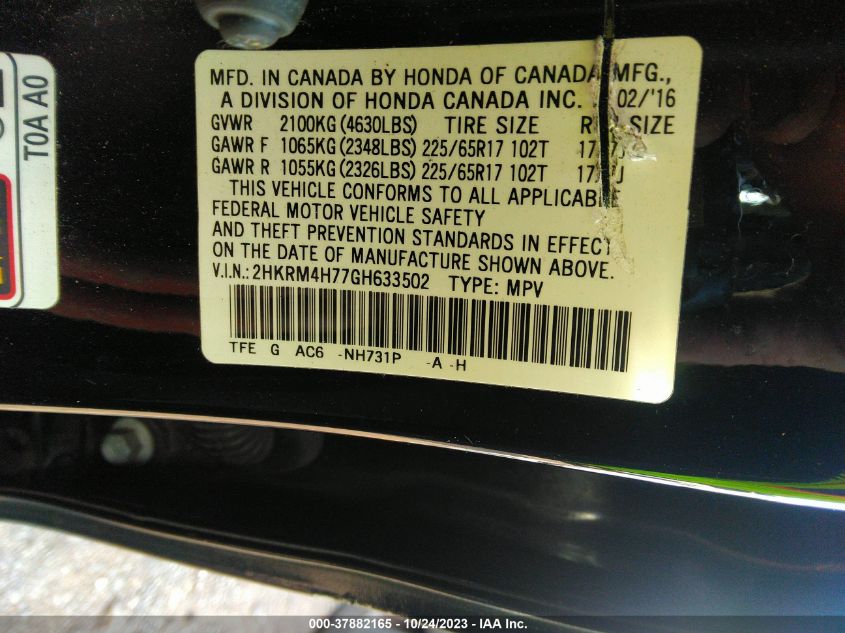 MFD. IN CANADA BY HONDA OF CANADA MFG.,
A DIVISION OF HONDA CANADA INC. 02/'16
GVWR 2100KG(4630LBS) TIRE SIZE SIZE
GAWR F 1065KG(2348LBS) 225/65R17 102T
GAWR R 1055KG(2326LBS) 225/65R17 102T
THIS VEHICLE CONFORMS TO ALL APPLICABLE
FEDERAL MOTOR VEHICLE SAFETY
AND THEFT PREVENTION STANDARDS IN EFFECT
ON THE DATE OF MANUFACTURE SHOWN ABOVE.
V.I.N.: 2HKRM4H77GH633502 TYPE: MPV
TFE G AC6 -NH731P -A -H
T0A A0
000-37882165 - 10/24/2023 - IAA Inc.